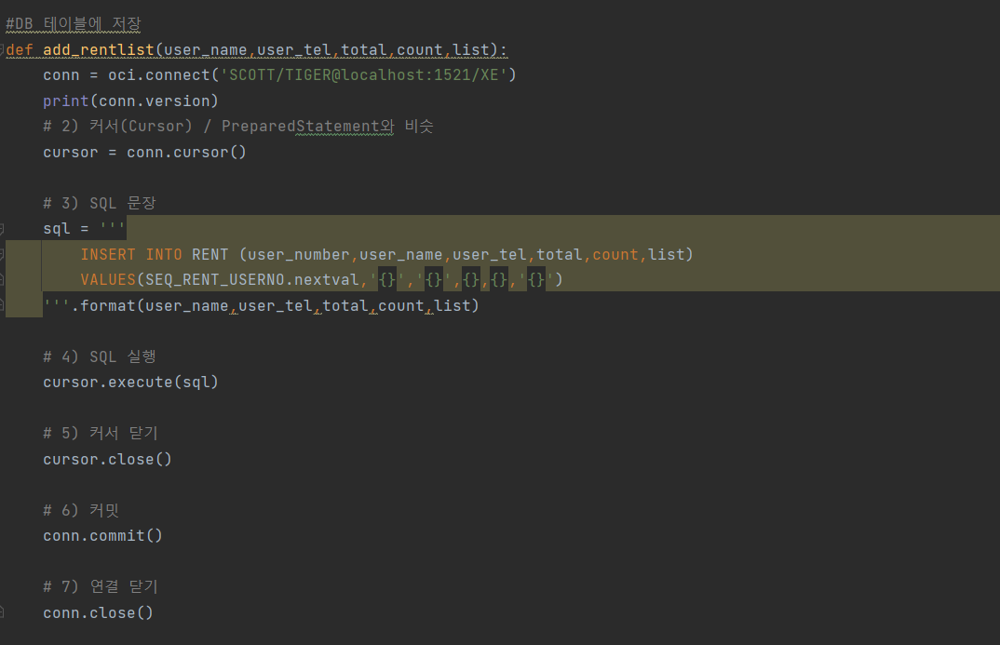 #DB 테이블에 저장
def add_rentlist(user_name,user_tel,total,count,list):
    conn = oci.connect('SCOTT/TIGER@localhost:1521/XE')
    print(conn.version)
    # 2) 커서(Cursor) / PreparedStatement와 비슷
    cursor = conn.cursor()
    # 3) SQL 문장
    sql = '''
        INSERT INTO RENT (user_number,user_name,user_tel,total,count,list)
        VALUES(SEQ_RENT_USERNO.nextval,'{}','{}',{},{},'{}')
    '''.format(user_name,user_tel,total,count,list)
    # 4) SQL 실행
    cursor.execute(sql)
    # 5) 커서 닫기
    cursor.close()
    # 6) 커밋
    conn.commit()
    # 7) 연결 닫기
    conn.close()